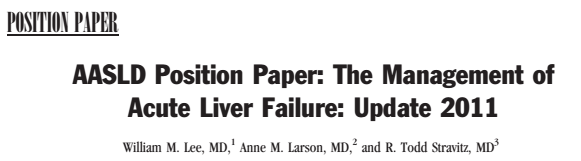 POSITION PAPER
AASLD Position Paper: The Management of
Acute Liver Failure: Update 2011
William M. Lee, MD,1 Anne M. Larson, MD,2 and R. Todd Stravitz, MD3